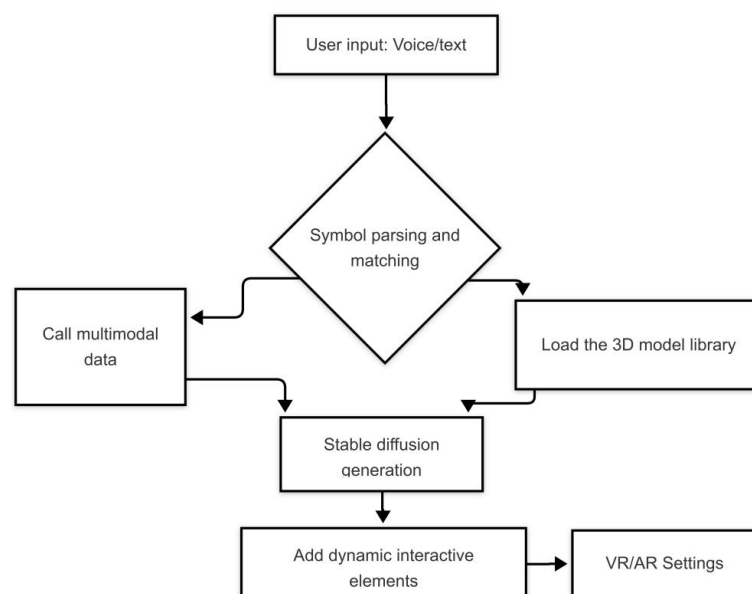 User input: Voice/text
Symbol parsing and
matching
Call multimodal
data
Load the 3D model library
Stable diffusion
generation
Add dynamic interactive
elements
VR/AR Settings